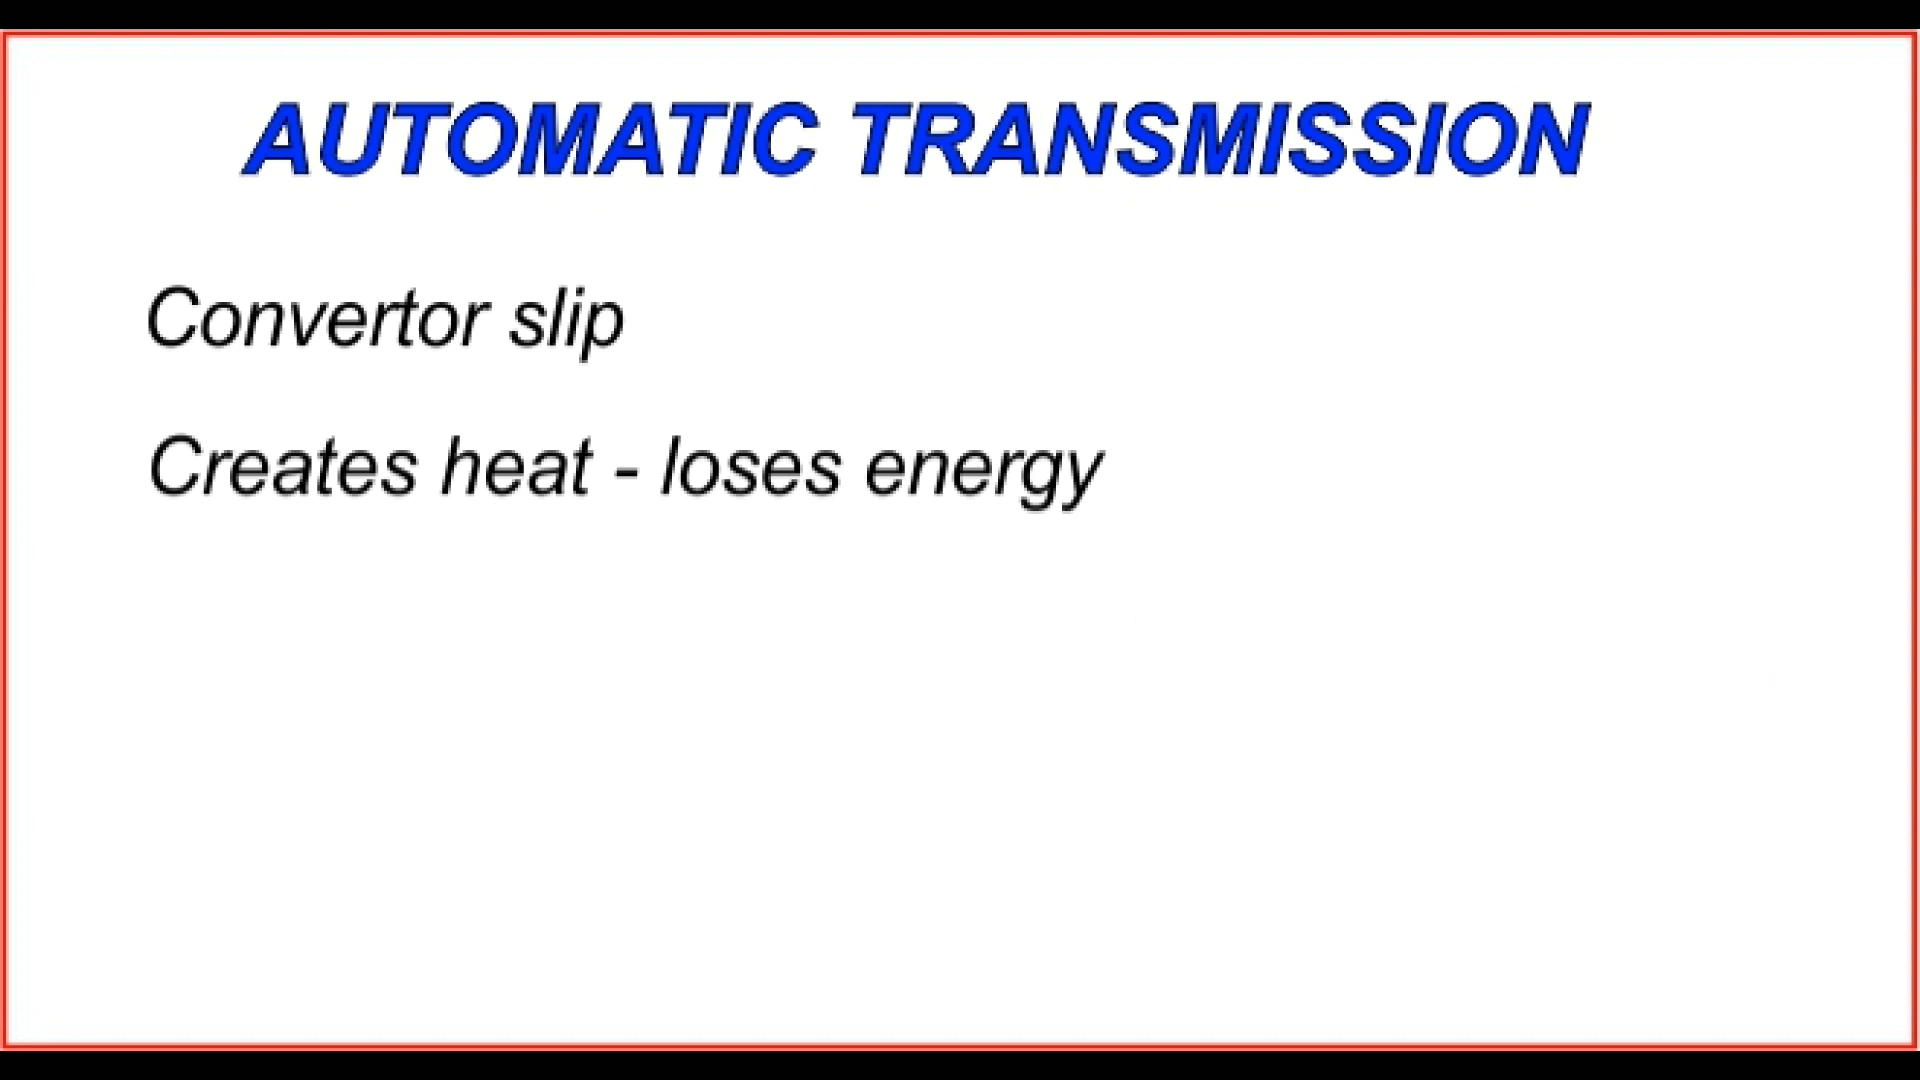 AUTOMATIC TRANSMISSION
Convertor slip
Creates heat - loses energy